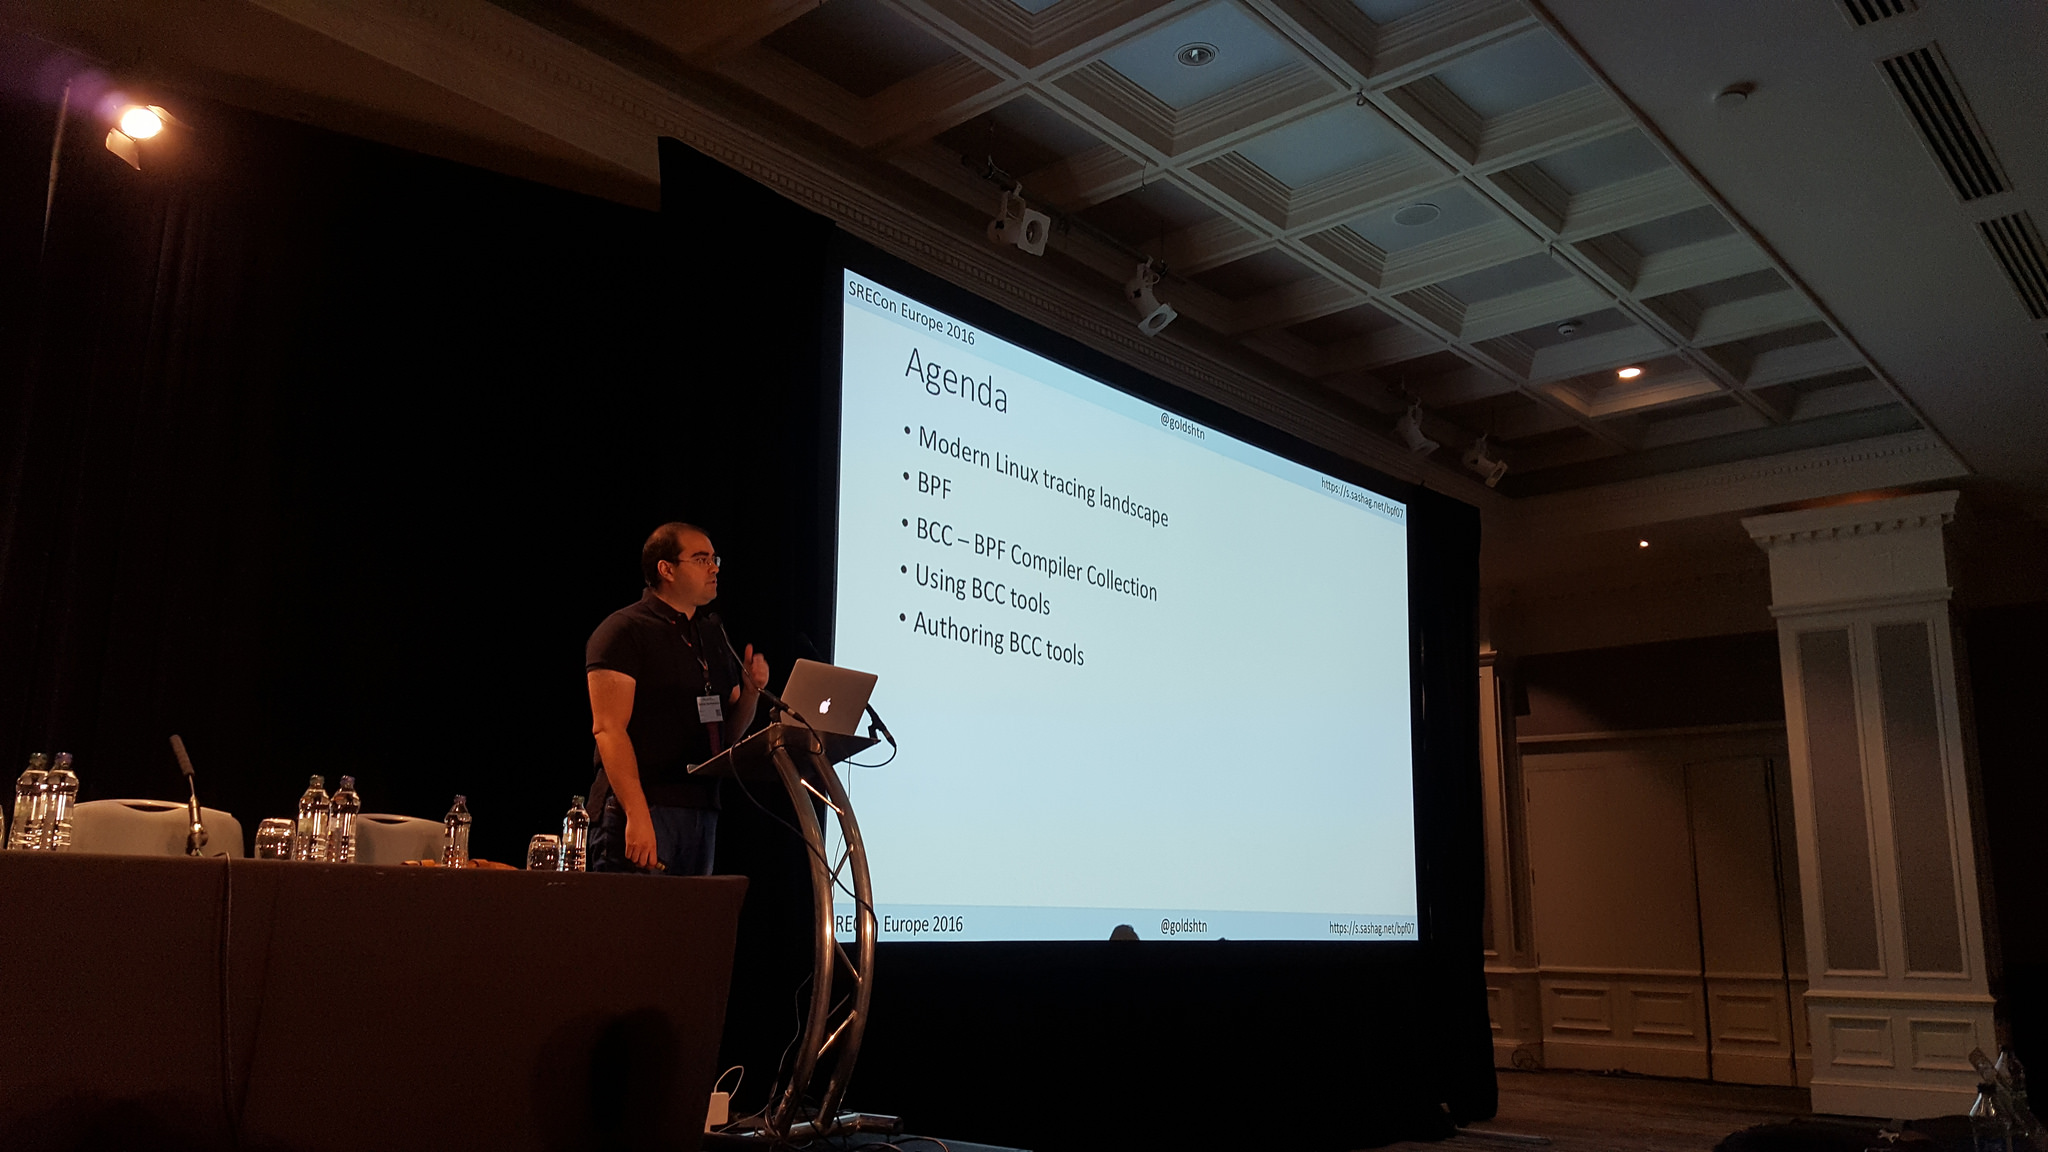 SRECon Europe 2016
@goldshtn
https://s.sashag.net/bpf07
Agenda
• Modern Linux tracing landscape
• BPF
• BCC – BPF Compiler Collection
• Using BCC tools
• Authoring BCC tools
REC Europe 2016
@goldshtn
https://s.sashag.net/bpf07